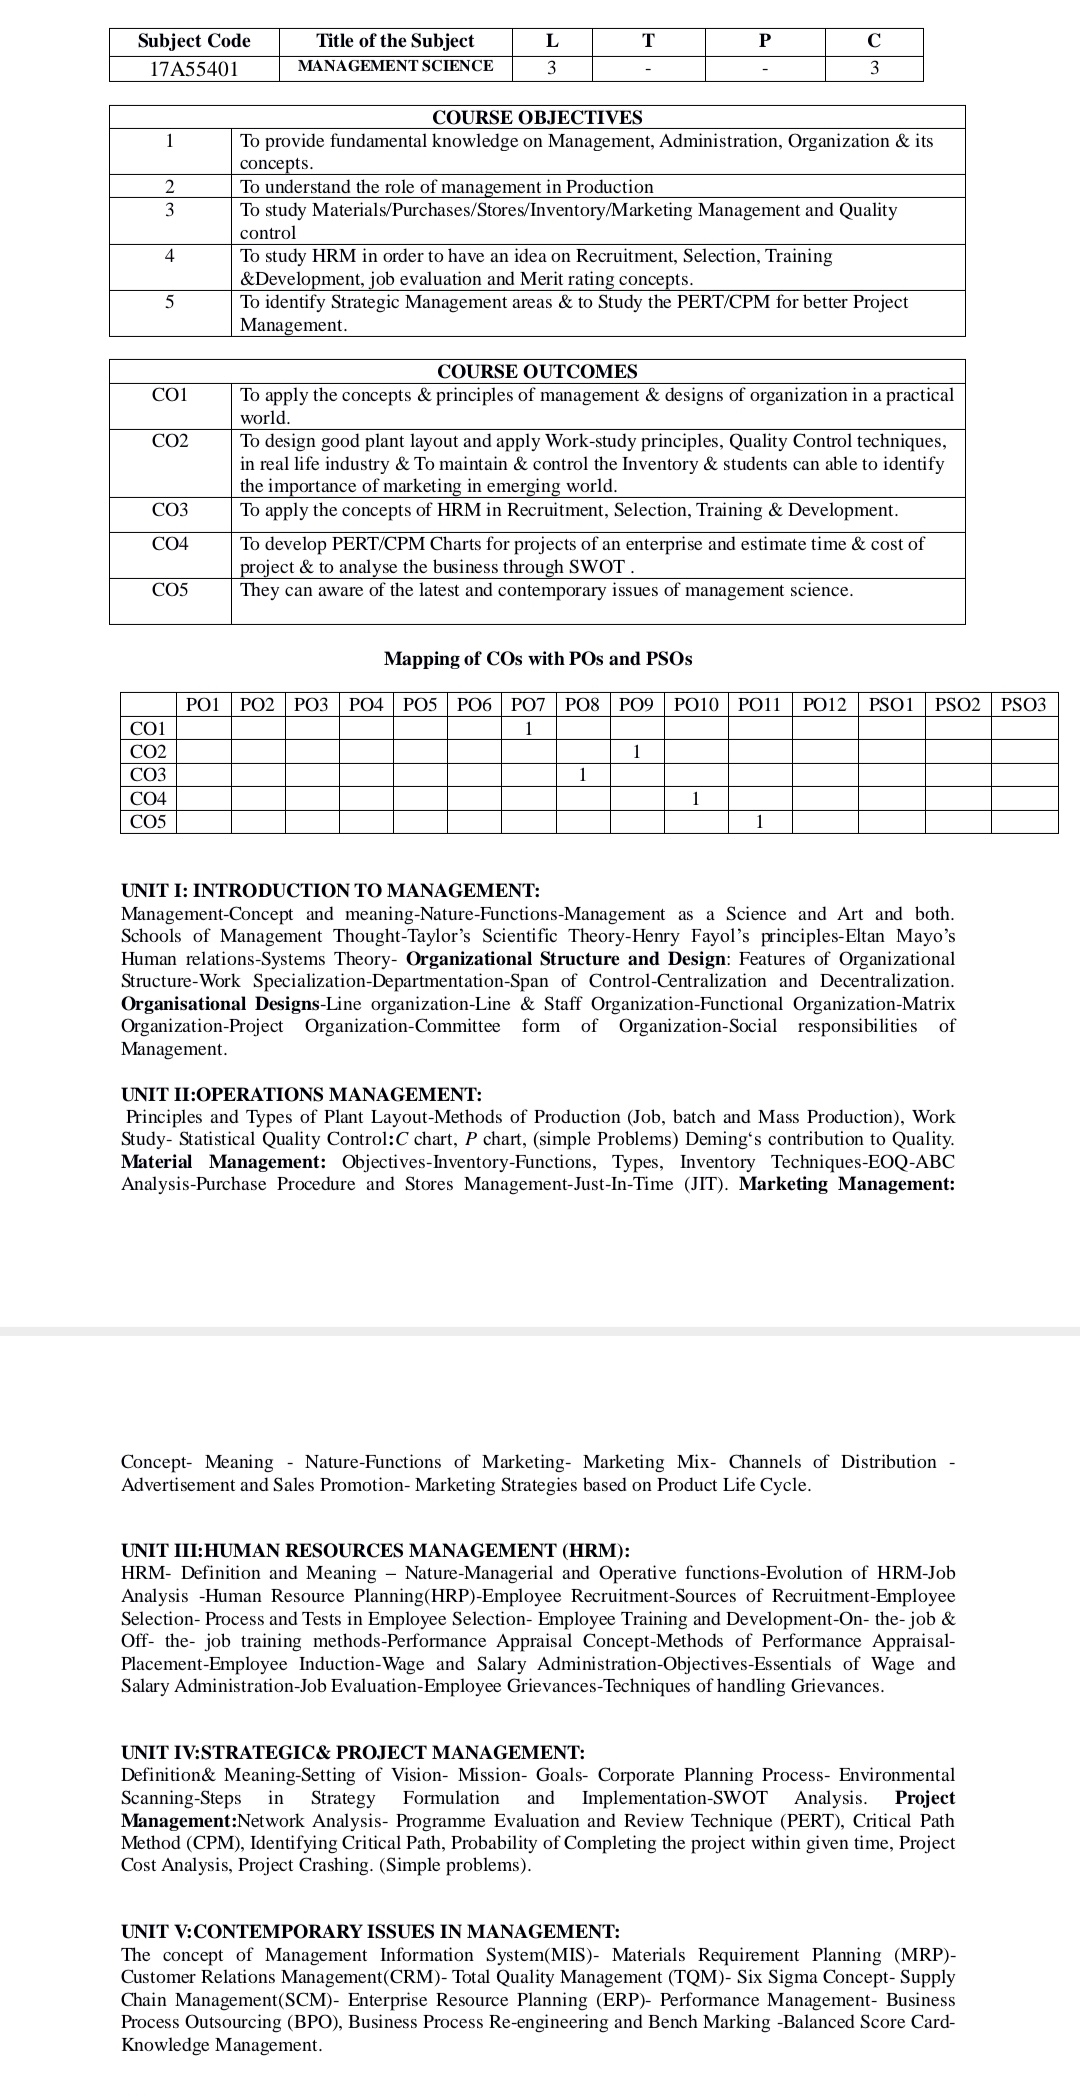 Subject Code Title of the Subject L T P C
17A55401 MANAGEMENT SCIENCE 3 - - 3
COURSE OBJECTIVES
1 To provide fundamental knowledge on Management, Administration, Organization & its
concepts.
2 To understand the role of management in Production
3 To study Materials/Purchases/Stores/Inventory/Marketing Management and Quality
control
4 To study HRM in order to have an idea on Recruitment, Selection, Training
&Development, job evaluation and Merit rating concepts.
5 To identify Strategic Management areas & to Study the PERT/CPM for better Project
Management.
COURSE OUTCOMES
CO1 To apply the concepts & principles of management & designs of organization in a practical
world.
CO2 To design good plant layout and apply Work-study principles, Quality Control techniques,
in real life industry & To maintain & control the Inventory & students can able to identify
the importance of marketing in emerging world.
CO3 To apply the concepts of HRM in Recruitment, Selection, Training & Development.
CO4 To develop PERT/CPM Charts for projects of an enterprise and estimate time & cost of
project & to analyse the business through SWOT .
CO5 They can aware of the latest and contemporary issues of management science.
Mapping of COs with POs and PSOs
PO1 PO2 PO3 PO4 PO5 PO6 PO7 PO8 PO9 PO10 PO11 PO12 PSO1 PSO2 PSO3
CO1 1
CO2 1
CO3 1
CO4 1
CO5 1
UNIT I: INTRODUCTION TO MANAGEMENT:
Management-Concept and meaning-Nature-Functions-Management as a Science and Art and both.
Schools of Management Thought-Taylor’s Scientific Theory-Henry Fayol’s principles-Eltan Mayo’s
Human relations-Systems Theory- Organizational Structure and Design: Features of Organizational
Structure-Work Specialization-Departmentation-Span of Control-Centralization and Decentralization.
Organisational Designs-Line organization-Line & Staff Organization-Functional Organization-Matrix
Organization-Project Organization-Committee form of Organization-Social responsibilities of
Management.
UNIT II:OPERATIONS MANAGEMENT:
Principles and Types of Plant Layout-Methods of Production (Job, batch and Mass Production), Work
Study- Statistical Quality Control:C chart, P chart, (simple Problems) Deming‘s contribution to Quality.
Material Management: Objectives-Inventory-Functions, Types, Inventory Techniques-EOQ-ABC
Analysis-Purchase Procedure and Stores Management-Just-In-Time (JIT). Marketing Management:
Concept- Meaning - Nature-Functions of Marketing- Marketing Mix- Channels of Distribution -
Advertisement and Sales Promotion- Marketing Strategies based on Product Life Cycle.
UNIT III:HUMAN RESOURCES MANAGEMENT (HRM):
HRM- Definition and Meaning – Nature-Managerial and Operative functions-Evolution of HRM-Job
Analysis -Human Resource Planning(HRP)-Employee Recruitment-Sources of Recruitment-Employee
Selection- Process and Tests in Employee Selection- Employee Training and Development-On- the- job &
Off- the- job training methods-Performance Appraisal Concept-Methods of Performance Appraisal-
Placement-Employee Induction-Wage and Salary Administration-Objectives-Essentials of Wage and
Salary Administration-Job Evaluation-Employee Grievances-Techniques of handling Grievances.
UNIT IV:STRATEGIC& PROJECT MANAGEMENT:
Definition& Meaning-Setting of Vision- Mission- Goals- Corporate Planning Process- Environmental
Scanning-Steps in Strategy Formulation and Implementation-SWOT Analysis. Project
Management:Network Analysis- Programme Evaluation and Review Technique (PERT), Critical Path
Method (CPM), Identifying Critical Path, Probability of Completing the project within given time, Project
Cost Analysis, Project Crashing. (Simple problems).
UNIT V:CONTEMPORARY ISSUES IN MANAGEMENT:
The concept of Management Information System(MIS)- Materials Requirement Planning (MRP)-
Customer Relations Management(CRM)- Total Quality Management (TQM)- Six Sigma Concept- Supply
Chain Management(SCM)- Enterprise Resource Planning (ERP)- Performance Management- Business
Process Outsourcing (BPO), Business Process Re-engineering and Bench Marking -Balanced Score Card-
Knowledge Management.